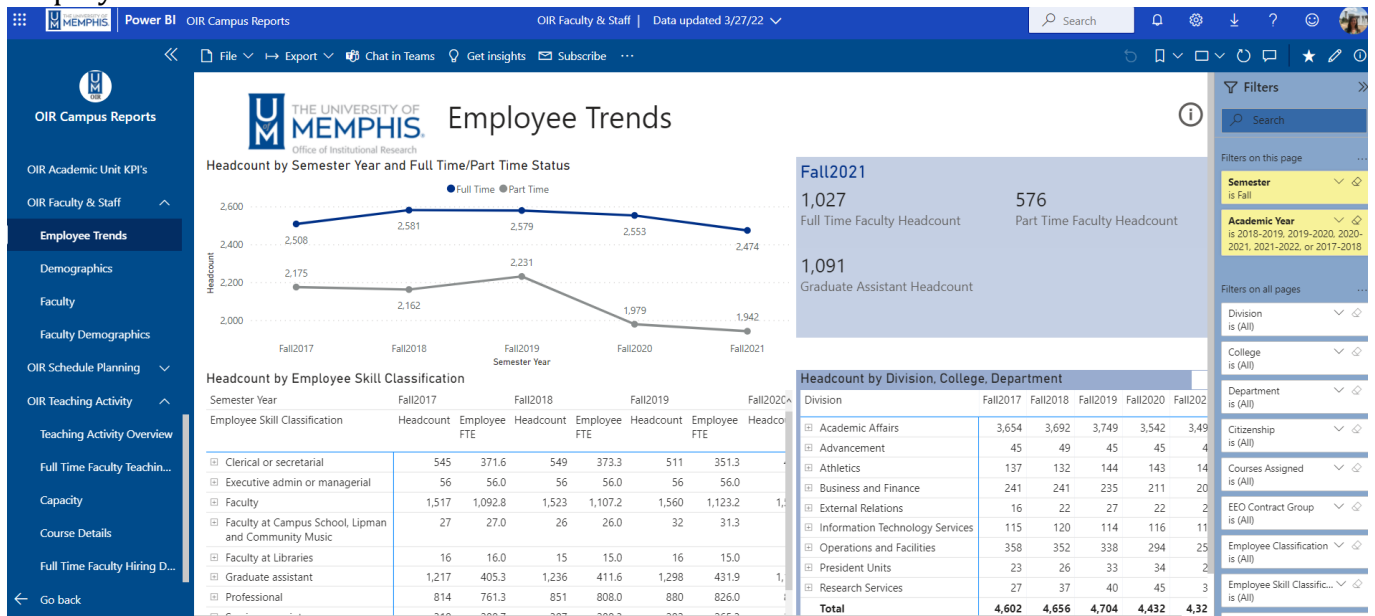 MEMPHIS.
Power BI OIR Campus Reports
OIR Faculty & Staff | Data updated 3/27/22
Search
File Export Chat in Teams Get insights Subscribe ...
OIR Campus Reports
OIR Academic Unit KPI's
OIR Faculty & Staff
Employee Trends
Demographics
Faculty
Faculty Demographics
OIR Schedule Planning
OIR Teaching Activity
Teaching Activity Overview
Full Time Faculty Teachin...
Capacity
Course Details
Full Time Faculty Hiring D...
Go back
THE UNIVERSITY OF
MEMPHIS.
Office of Institutional Research
Employee Trends
Headcount by Semester Year and Full Time/Part Time Status
Full Time Part Time
Headcount
2,600
2,400
2,200
2,000
2,508 2,581 2,579 2,553 2,474
2,175 2,162 2,231 1,979 1,942
Fall2017 Fall2018 Fall2019 Fall2020 Fall2021
Semester Year
Fall2021
1,027 576
Full Time Faculty Headcount Part Time Faculty Headcount
1,091
Graduate Assistant Headcount
Headcount by Employee Skill Classification
Semester Year Fall2017 Fall2018 Fall2019 Fall2020
Employee Skill Classification Headcount Employee Headcount Employee Headcount Employee Headco
FTE FTE FTE
Clerical or secretarial 545 371.6 549 373.3 511 351.3
Executive admin or managerial 56 56.0 56 56.0 56 56.0
Faculty 1,517 1,092.8 1,523 1,107.2 1,560 1,123.2
Faculty at Campus School, Lipman 27 27.0 26 26.0 32 31.3
and Community Music
Faculty at Libraries 16 16.0 15 15.0 16 15.0
Graduate assistant 1,217 405.3 1,236 411.6 1,298 431.9
Professional 814 761.3 851 808.0 880 826.0
Headcount by Division, College, Department
Division Fall2017 Fall2018 Fall2019 Fall2020 Fall202
Academic Affairs 3,654 3,692 3,749 3,542 3,49
Advancement 45 49 45 45 4
Athletics 137 132 144 143 14
Business and Finance 241 241 235 211 20
External Relations 16 22 27 22 2
Information Technology Services 115 120 114 116 11
Operations and Facilities 358 352 338 294 25
President Units 23 26 33 34 2
Research Services 27 37 40 45 3
Total 4,602 4,656 4,704 4,432 4,32
Filters
Search
Filters on this page ...
Semester
is Fall
Academic Year
is 2018-2019, 2019-2020, 2020-
2021, 2021-2022, or 2017-2018
Filters on all pages ...
Division
is (All)
College
is (All)
Department
is (All)
Citizenship
is (All)
Courses Assigned
is (All)
EEO Contract Group
is (All)
Employee Classification
is (All)
Employee Skill Classific...
is (All)